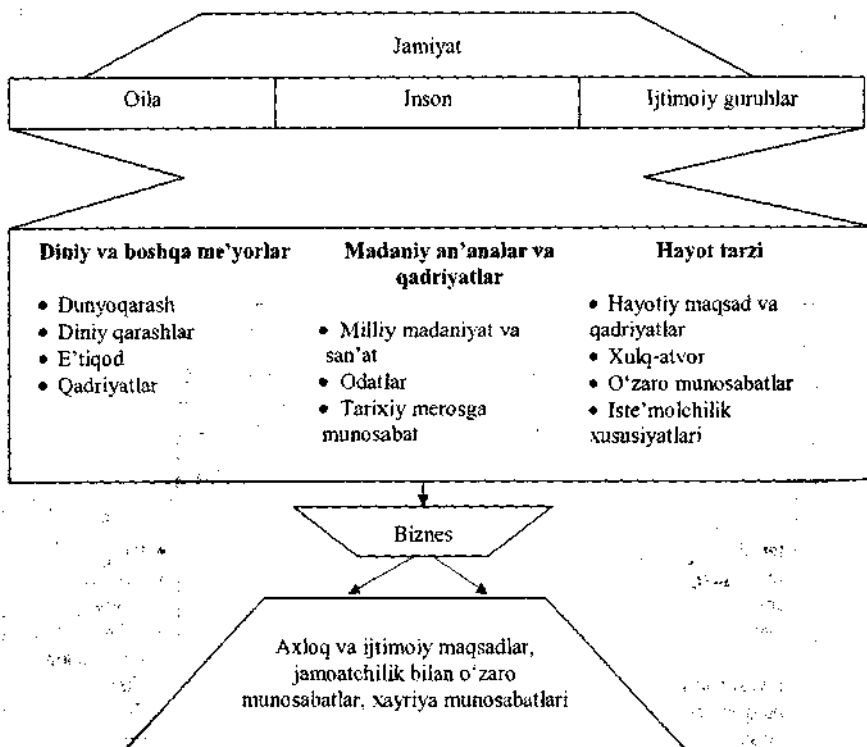 Jamiyat
Oila
Inson
Ijtimoiy guruhlar
Diniy va boshqa me'yorlar
• Dunyoqarash
• Diniy qarashlar
• E'tiqod
• Qadriyatlar
Madaniy an'analar va
qadriyatlar
• Milliy madaniyat va
san'at
• Odatlar
• Tarixiy merosga
munosabat
Hayot tarzi
• Hayotiy maqsad va
qadriyatlar
• Xulq-atvor
• O‘zaro munosabatlar
• Iste'molchilik
xususiyatlari
Biznes
Axloq va ijtimoiy maqsadlar,
jamoatchilik bilan o‘zaro
munosabatlar, xayriya munosabatlari